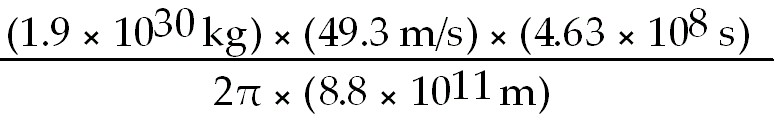 (1.9 × 10³⁰ kg) × (49.3 m/s) × (4.63 × 10⁸ s)
2π × (8.8 × 10¹¹ m)